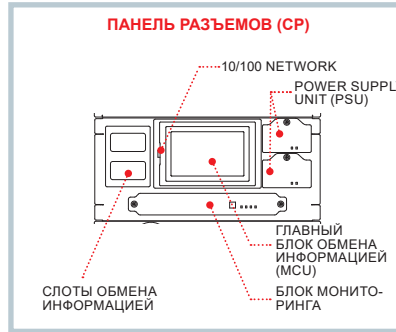 ПАНЕЛЬ РАЗЪЕМОВ (CP)
10/100 NETWORK
POWER SUPPL
UNIT (PSU)
ГЛАВНЫЙ
БЛОК ОБМЕНА
ИНФОРМАЦИЕЙ
(MCU)
СЛОТЫ ОБМЕНА
ИНФОРМАЦИЕЙ
БЛОК МОНИТО-
РИНГА